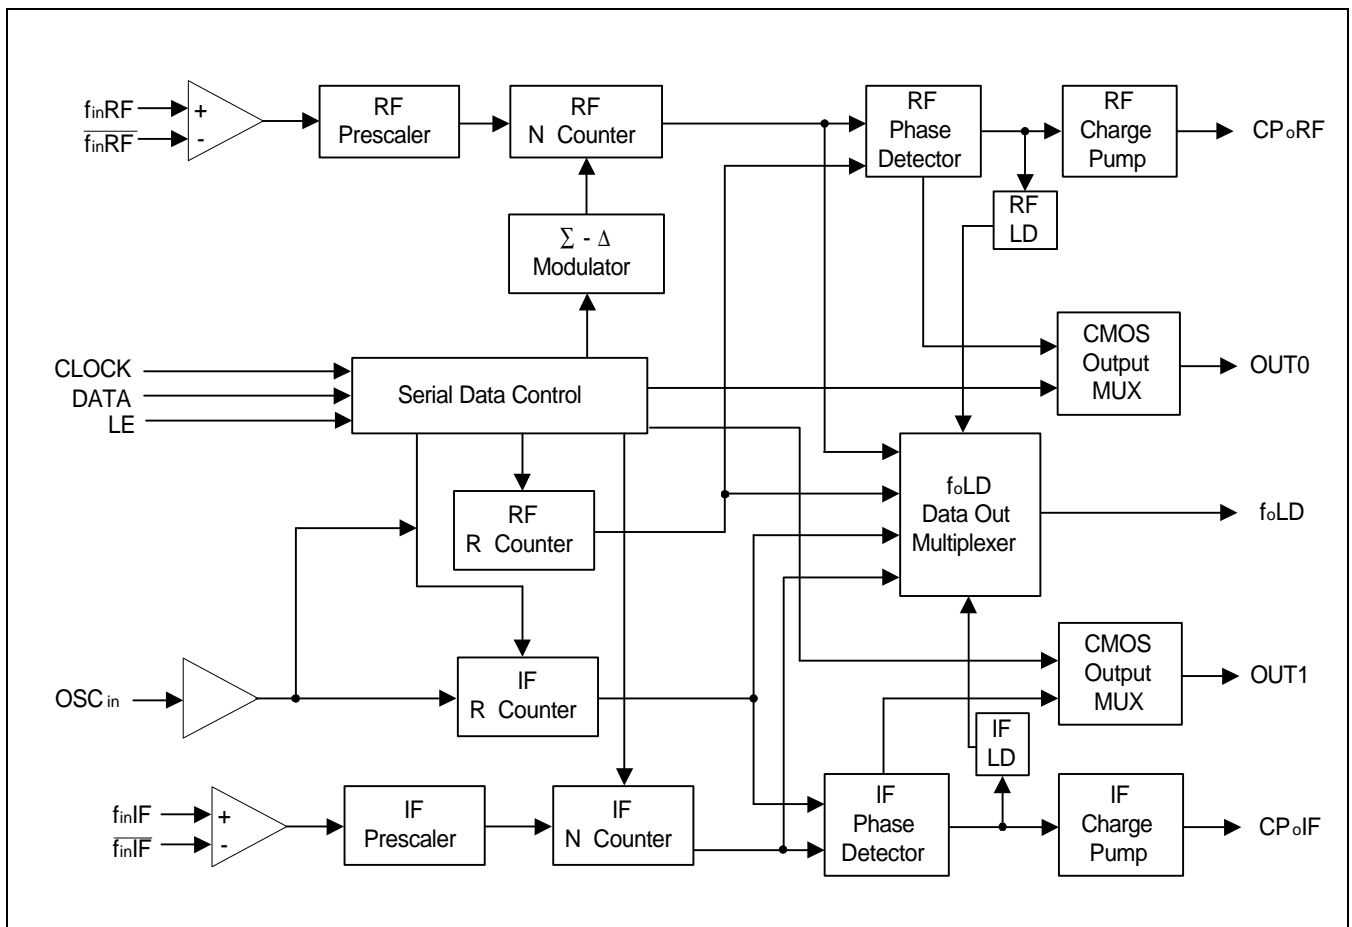 finRF
+
finRF
-
RF
Prescaler
RF
N Counter
RF
Phase
Detector
RF
Charge
Pump
CPoRF
RF
LD
Σ - Δ
Modulator
CLOCK
DATA
LE
Serial Data Control
CMOS
Output
MUX
OUT0
RF
R Counter
foLD
Data Out
Multiplexer
foLD
OSCin
IF
R Counter
CMOS
Output
MUX
OUT1
IF
LD
finIF
+
finIF
-
IF
Prescaler
IF
N Counter
IF
Phase
Detector
IF
Charge
Pump
CPoIF